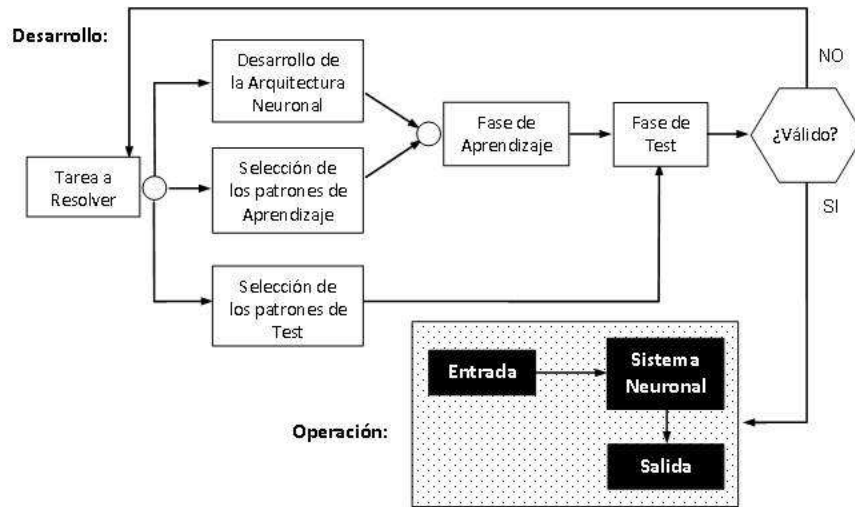 Desarrollo:
NO
Desarrollo de
la Arquitectura
Neuronal
Fase de
Aprendizaje
Fase de
Test
¿Válido?
Tarea a
Resolver
Selección de
los patrones de
Aprendizaje
SI
Selección de
los patrones de
Test
Entrada
Sistema
Neuronal
Operación:
Salida